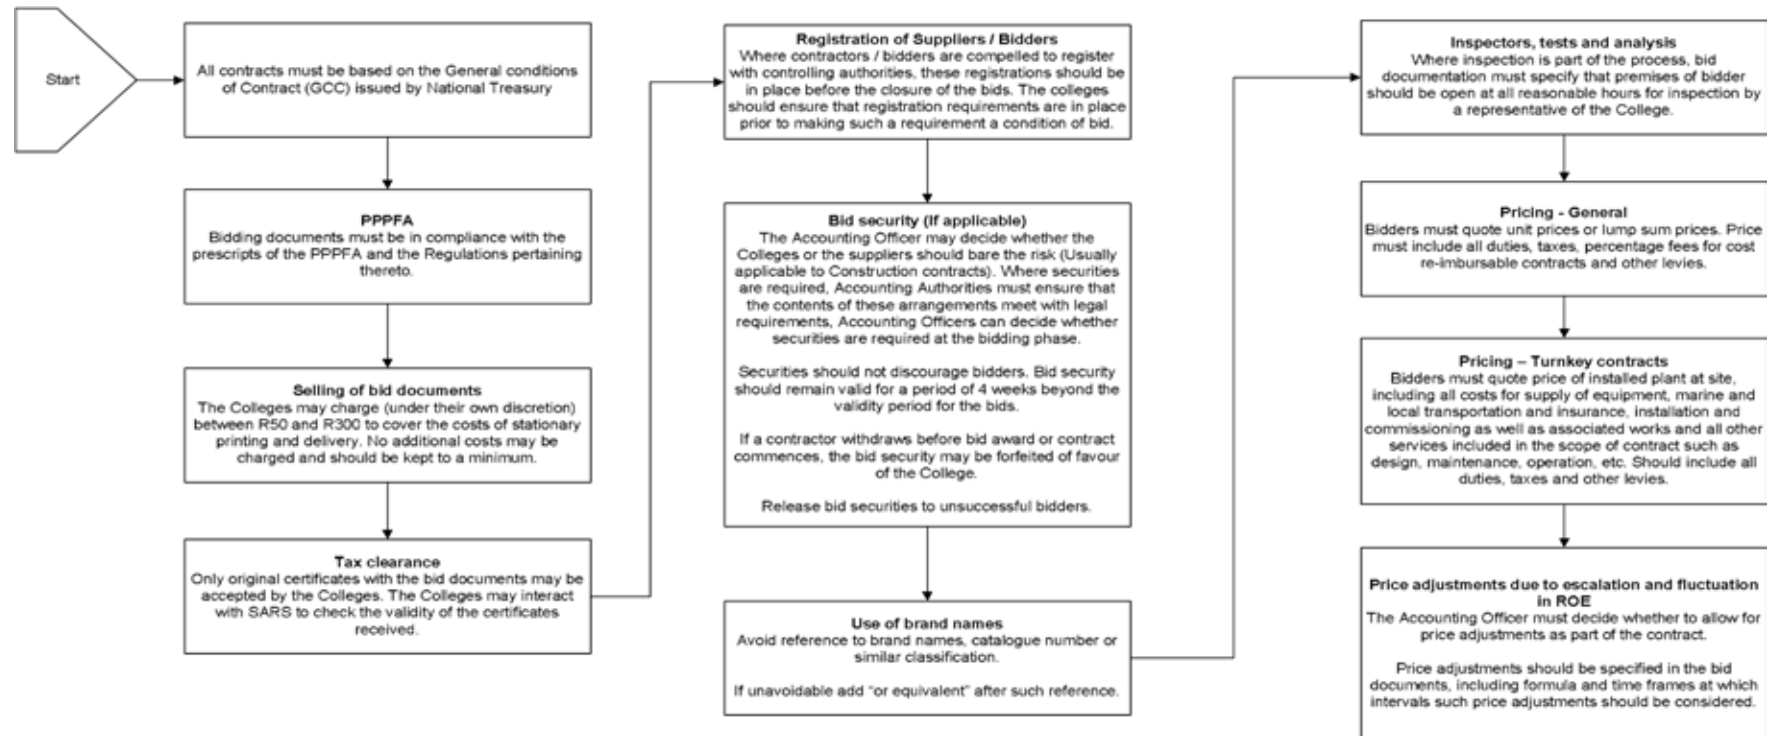 Start
All contracts must be based on the General conditions
of Contract (GCC) issued by National Treasury
PPPFA
Bidding documents must be in compliance with the
prescripts of the PPPFA and the Regulations pertaining
thereto.
Selling of bid documents
The Colleges may charge (under their own discretion)
between R50 and R300 to cover the costs of stationary
printing and delivery. No additional costs may be
charged and should be kept to a minimum.
Tax clearance
Only original certificates with the bid documents may be
accepted by the Colleges. The Colleges may interact
with SARS to check the validity of the certificates
received.
Registration of Suppliers / Bidders
Where contractors / bidders are compelled to register
with controlling authorities, these registrations should be
in place before the closure of the bids. The colleges
should ensure that registration requirements are in place
prior to making such a requirement a condition of bid.
Bid security (If applicable)
The Accounting Officer may decide whether the
Colleges or the suppliers should bare the risk (Usually
applicable to Construction contracts). Where securities
are required, Accounting Authorities must ensure that
the contents of these arrangements meet with legal
requirements, Accounting Officers can decide whether
securities are required at the bidding phase.
Securities should not discourage bidders. Bid security
should remain valid for a period of 4 weeks beyond the
validity period for the bids.
If a contractor withdraws before bid award or contract
commences, the bid security may be forfeited of favour
of the College.
Release bid securities to unsuccessful bidders.
Use of brand names
Avoid reference to brand names, catalogue number or
similar classification.
If unavoidable add “or equivalent” after such reference.
Inspectors, tests and analysis
Where inspection is part of the process, bid
documentation must specify that premises of bidder
should be open at all reasonable hours for inspection by
a representative of the College.
Pricing - General
Bidders must quote unit prices or lump sum prices. Price
must include all duties, taxes, percentage fees for cost
re-imbursable contracts and other levies.
Pricing – Turnkey contracts
Bidders must quote price of installed plant at site,
including all costs for supply of equipment, marine and
local transportation and insurance, installation and
commissioning as well as associated works and all other
services included in the scope of contract such as
design, maintenance, operation, etc. Should include all
duties, taxes and other levies.
Price adjustments due to escalation and fluctuation
in ROE
The Accounting Officer must decide whether to allow for
price adjustments as part of the contract.
Price adjustments should be specified in the bid
documents, including formula and time frames at which
intervals such price adjustments should be considered.